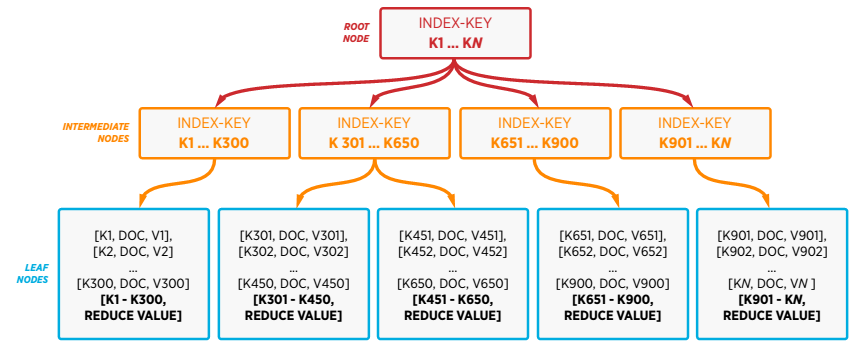 ROOT
NODE
INDEX-KEY
K1 ... KN
INTERMEDIATE
NODES
INDEX-KEY
K1 ... K300
INDEX-KEY
K 301 ... K650
INDEX-KEY
K651 ... K900
INDEX-KEY
K901 ... KN
LEAF
NODES
[K1, DOC, V1],
[K2, DOC, V2]
...
[K300, DOC, V300]
[K1 - K300,
REDUCE VALUE]
[K301, DOC, V301],
[K302, DOC, V302]
...
[K450, DOC, V450]
[K301 - K450,
REDUCE VALUE]
[K451, DOC, V451],
[K452, DOC, V452]
...
[K650, DOC, V650]
[K451 - K650,
REDUCE VALUE]
[K651, DOC, V651],
[K652, DOC, V652]
...
[K900, DOC, V900]
[K651 - K900,
REDUCE VALUE]
[K901, DOC, V901],
[K902, DOC, V902]
...
[KN, DOC, VN ]
[K901 - KN,
REDUCE VALUE]